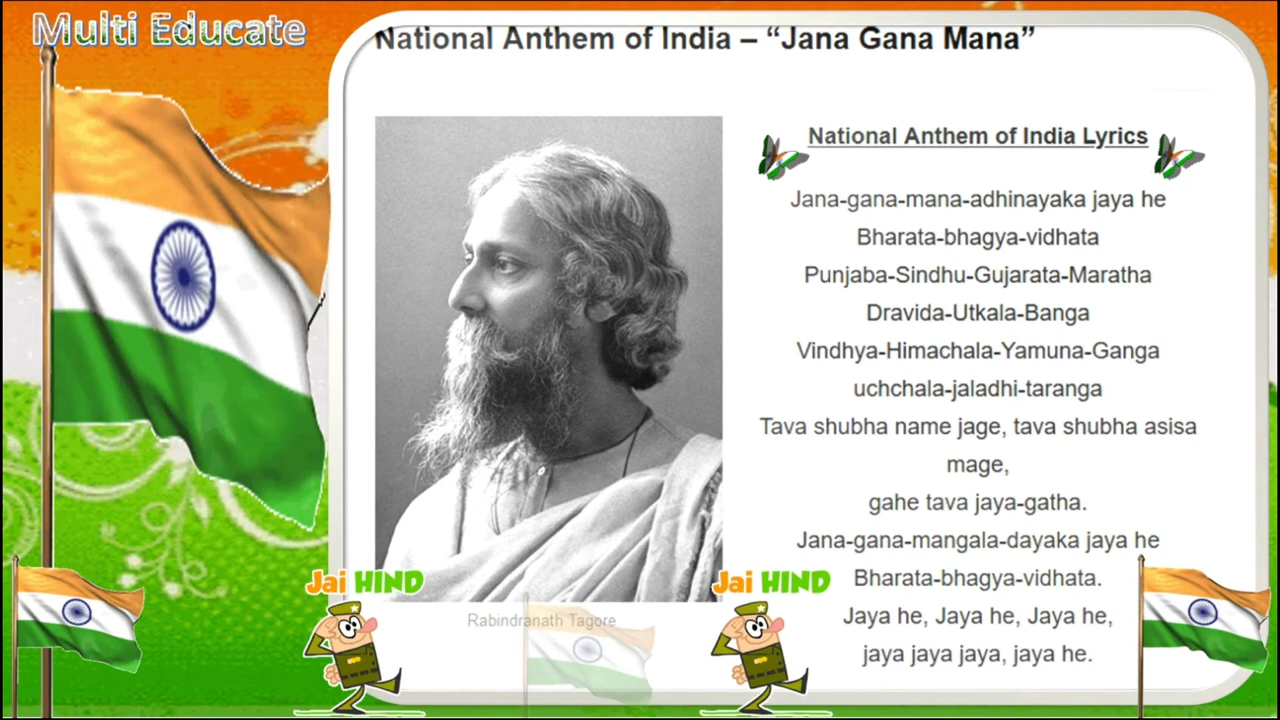 Multi Educate
National Anthem of India – “Jana Gana Mana”
National Anthem of India Lyrics
Jana-gana-mana-adhinayaka jaya he
Bharata-bhagya-vidhata
Punjaba-Sindhu-Gujarata-Maratha
Dravida-Utkala-Banga
Vindhya-Himachala-Yamuna-Ganga
uchchala-jaladhi-taranga
Tava shubha name jage, tava shubha asisa
mage,
gahe tava jaya-gatha.
Jana-gana-mangala-dayaka jaya he
Bharata-bhagya-vidhata.
Jaya he, Jaya he, Jaya he,
jaya jaya jaya, jaya he.
Jai HIND
Jai HIND
Rabindranath Tagore